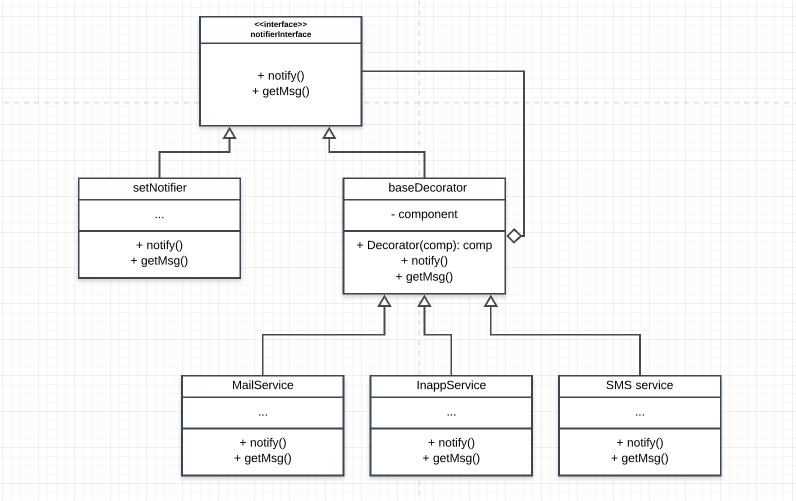 <<interface>>
notifierInterface
+ notify()
+ getMsg()
setNotifier
...
+ notify()
+ getMsg()
baseDecorator
- component
+ Decorator(comp): comp
+ notify()
+ getMsg()
MailService
...
+ notify()
+ getMsg()
InappService
...
+ notify()
+ getMsg()
SMS service
...
+ notify()
+ getMsg()